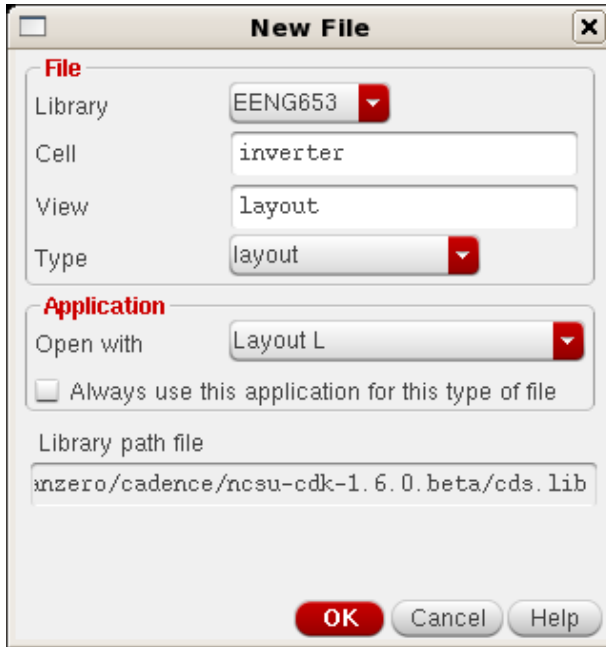 New File
File
Library EENG653
Cell inverter
View layout
Type layout
Application
Open with Layout L
Always use this application for this type of file
Library path file
anzero/cadence/ncsu-cdk-1.6.0.beta/cds.lib
OK Cancel Help